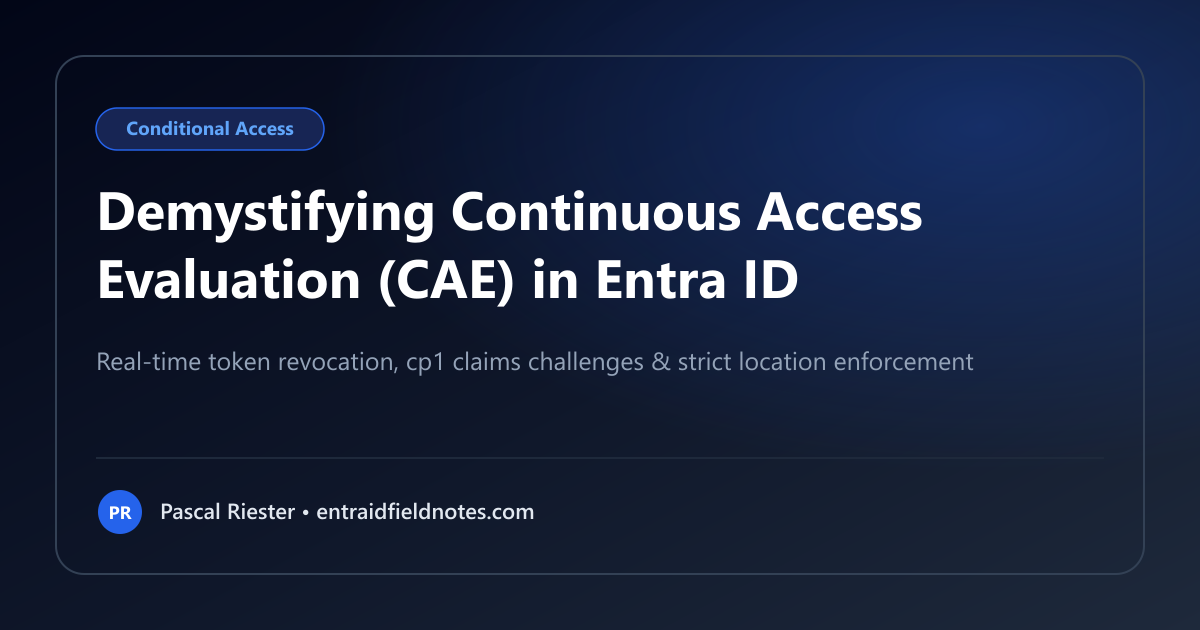 Conditional Access
Demystifying Continuous Access
Evaluation (CAE) in Entra ID
Real-time token revocation, cp1 claims challenges & strict location enforcement
PR
Pascal Riester • entraidfieldnotes.com